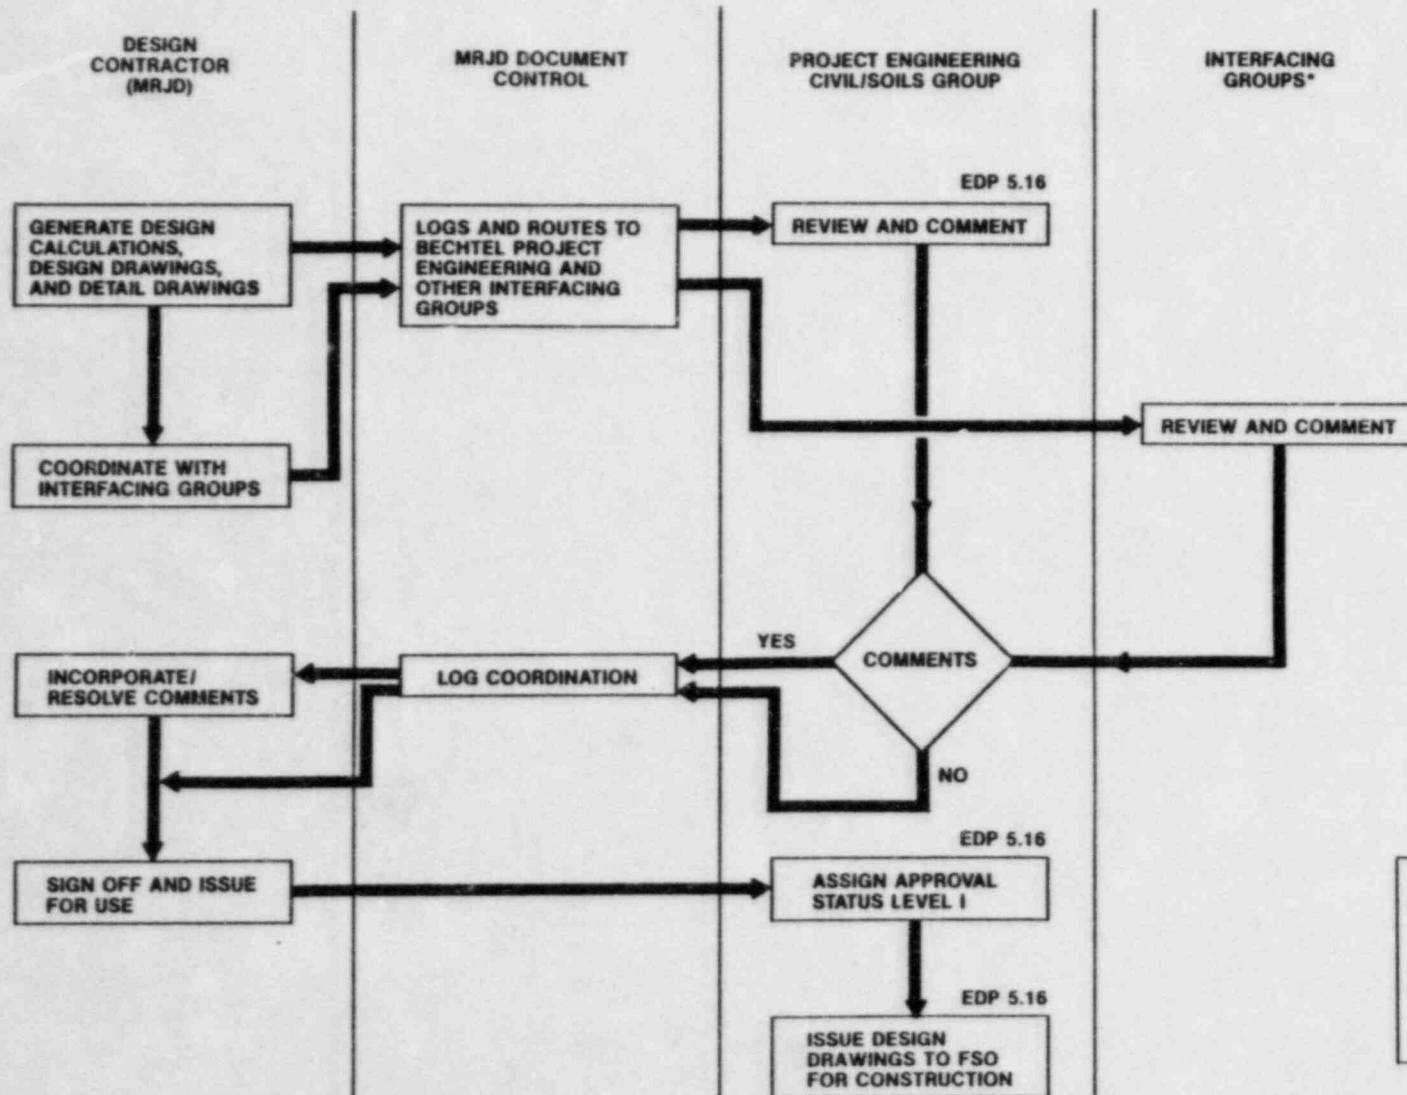 DESIGN
CONTRACTOR
(MRJD)
MRJD DOCUMENT
CONTROL
PROJECT ENGINEERING
CIVIL/SOILS GROUP
INTERFACING
GROUPS*
EDP 5.16
GENERATE DESIGN
CALCULATIONS,
DESIGN DRAWINGS,
AND DETAIL DRAWINGS
LOGS AND ROUTES TO
BECHTEL PROJECT
ENGINEERING AND
OTHER INTERFACING
GROUPS
REVIEW AND COMMENT
REVIEW AND COMMENT
COORDINATE WITH
INTERFACING GROUPS
YES
COMMENTS
INCORPORATE/
RESOLVE COMMENTS
LOG COORDINATION
NO
EDP 5.16
SIGN OFF AND ISSUE
FOR USE
ASSIGN APPROVAL
STATUS LEVEL I
EDP 5.16
ISSUE DESIGN
DRAWINGS TO FSO
FOR CONSTRUCTION